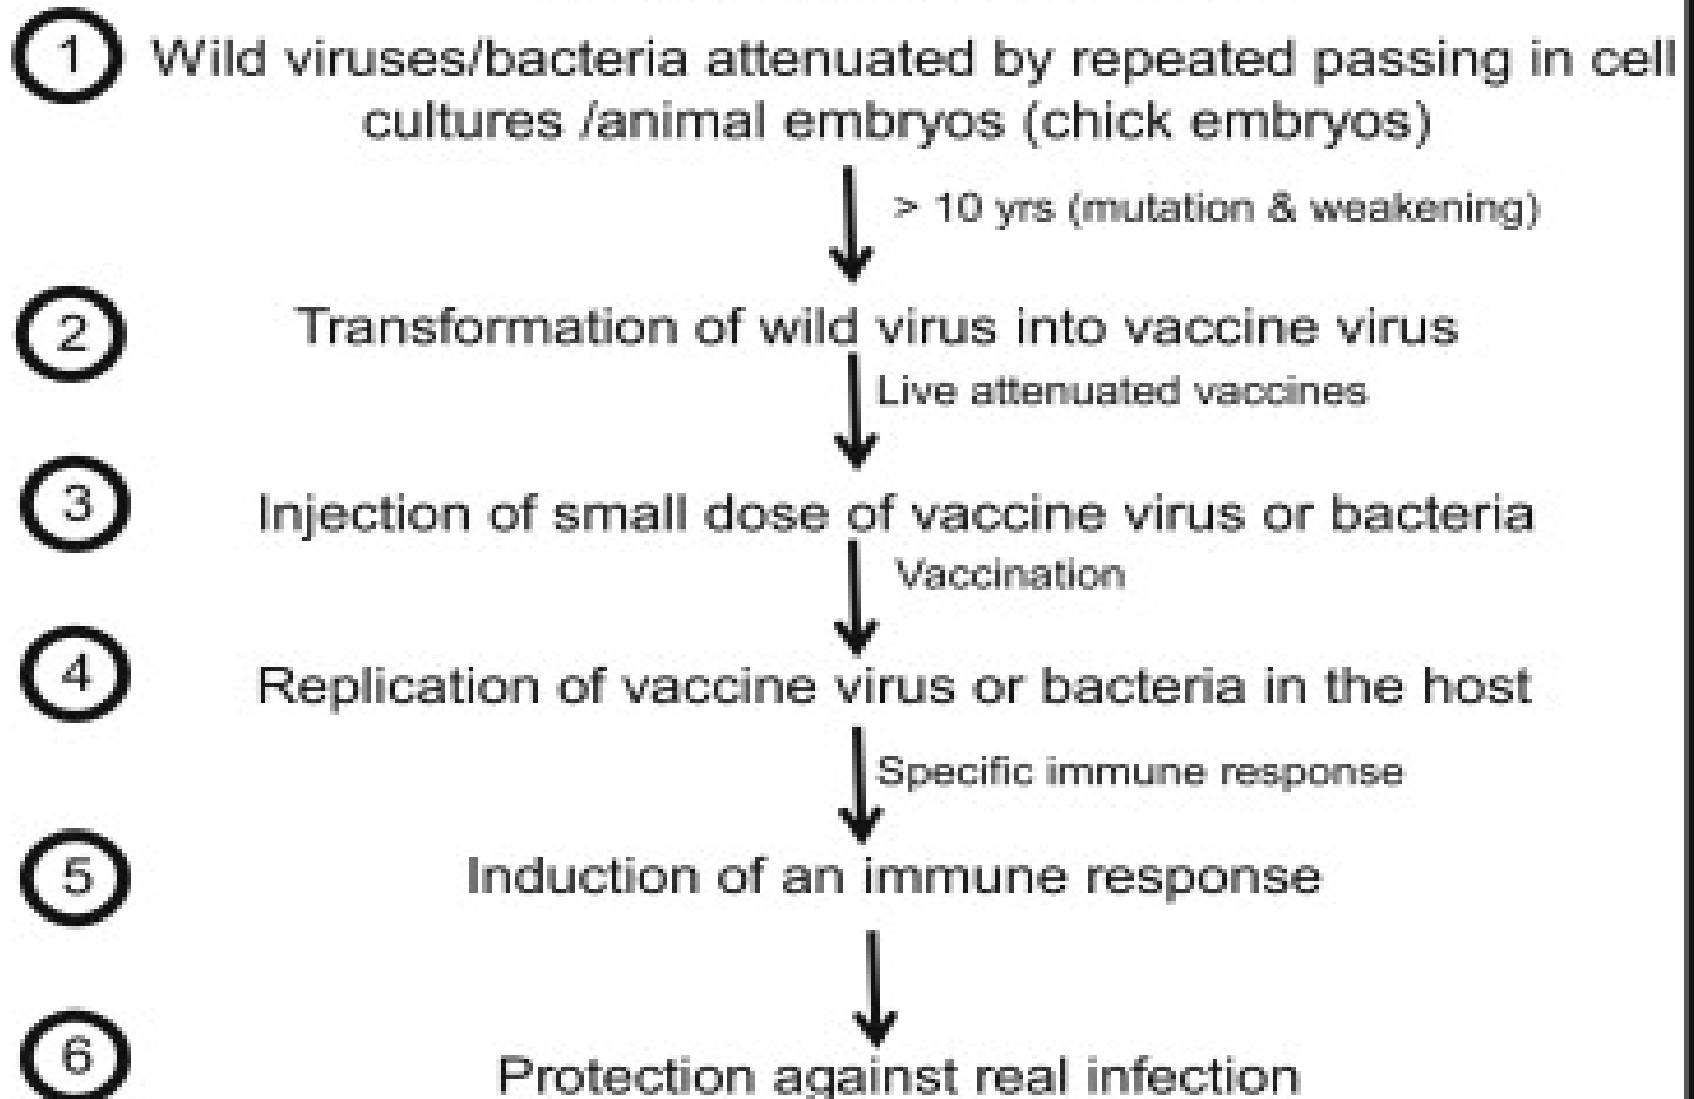 1 Wild viruses/bacteria attenuated by repeated passing in cell
cultures /animal embryos (chick embryos)
> 10 yrs (mutation & weakening)
2 Transformation of wild virus into vaccine virus
Live attenuated vaccines
3 Injection of small dose of vaccine virus or bacteria
Vaccination
4 Replication of vaccine virus or bacteria in the host
Specific immune response
5 Induction of an immune response
6 Protection against real infection